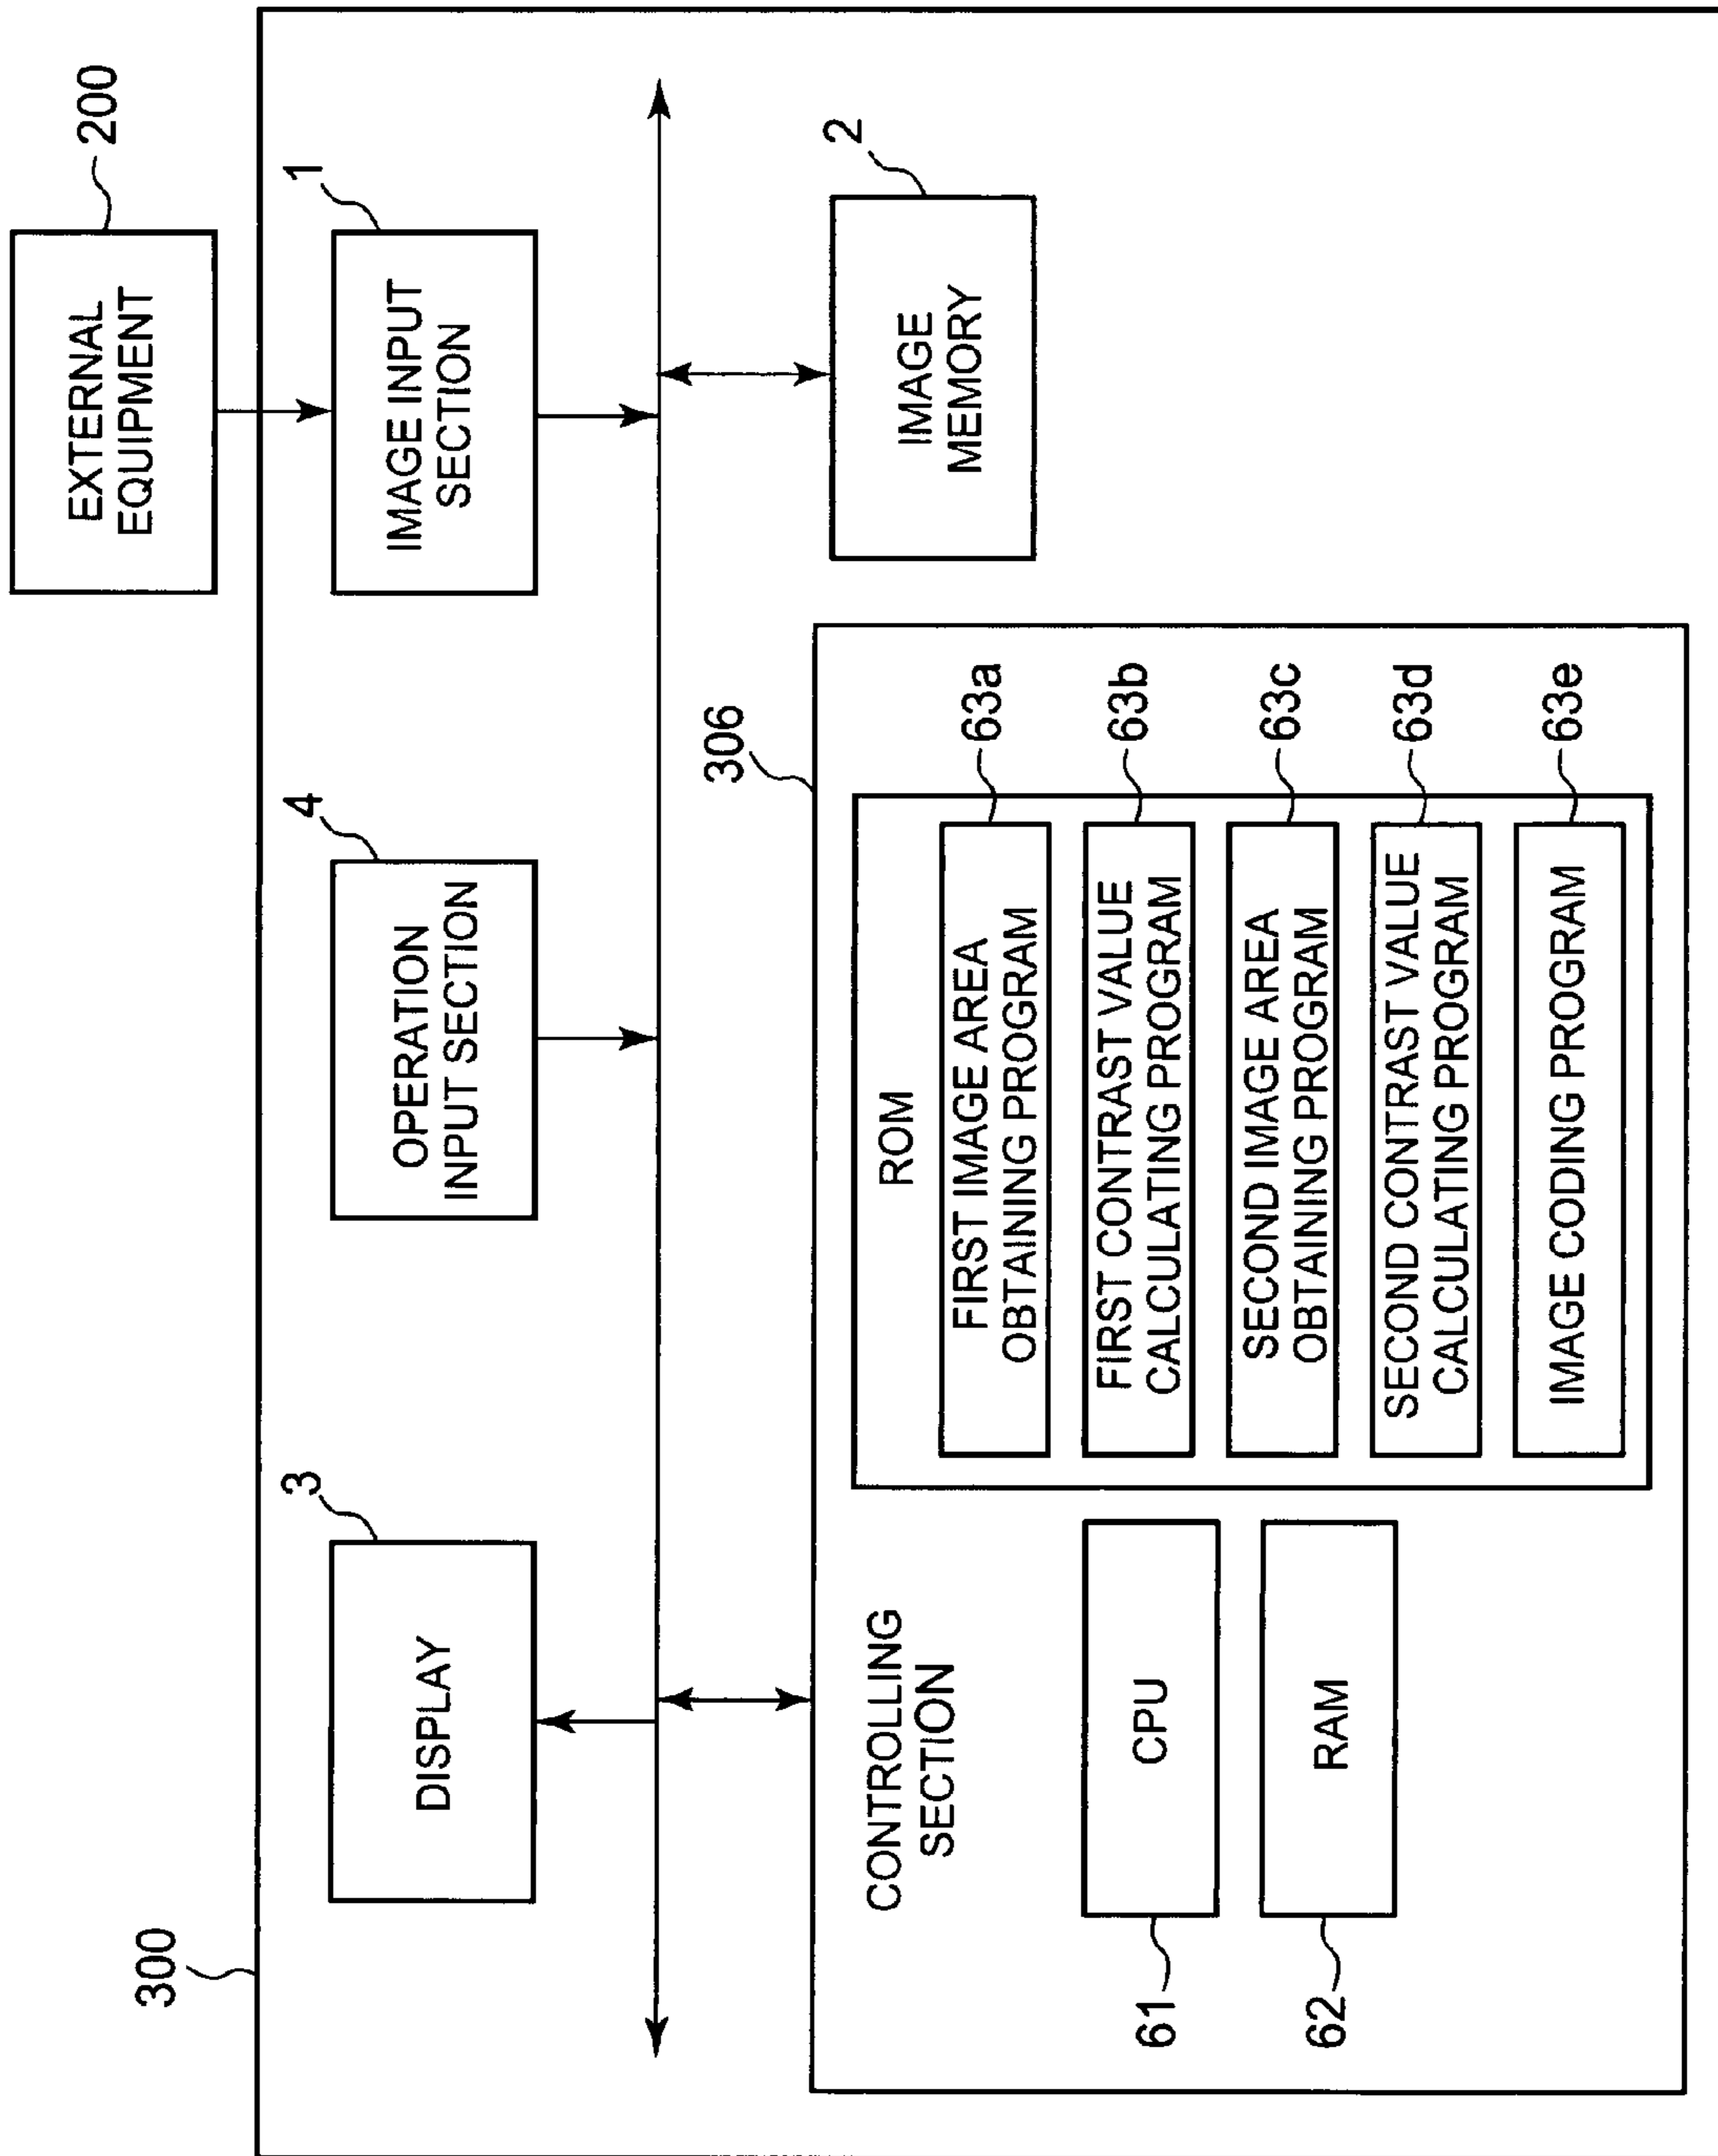 300
EXTERNAL
EQUIPMENT
200
3
DISPLAY
4
OPERATION
INPUT SECTION
1
IMAGE INPUT
SECTION
2
IMAGE
MEMORY
306
CONTROLLING
SECTION
61
CPU
62
RAM
ROM
FIRST IMAGE AREA
OBTAINING PROGRAM
63a
FIRST CONTRAST VALUE
CALCULATING PROGRAM
63b
SECOND IMAGE AREA
OBTAINING PROGRAM
63c
SECOND CONTRAST VALUE
CALCULATING PROGRAM
63d
IMAGE CODING PROGRAM
63e